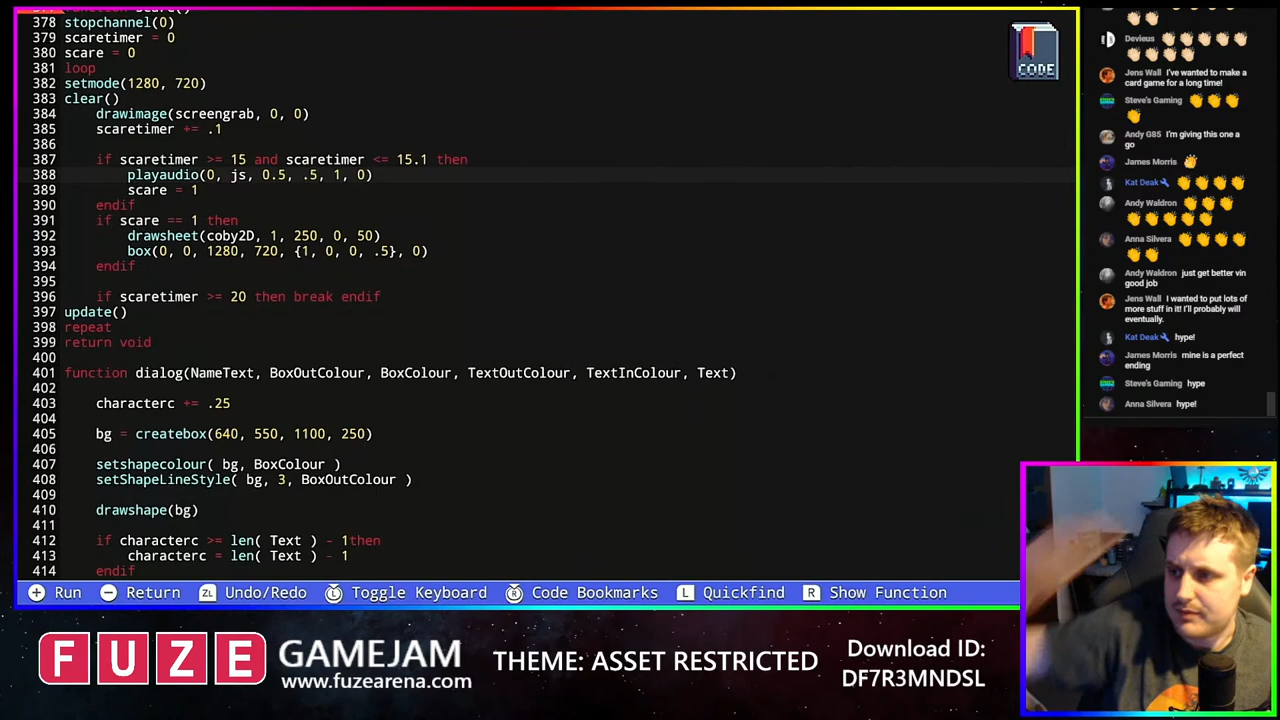 378 stopchannel(0)
379 scaretimer = 0
380 scare = 0
381 loop
382 setmode(1280, 720)
383 clear()
384 drawimage(screengrab, 0, 0)
385 scaretimer += .1
386
387 if scaretimer >= 15 and scaretimer <= 15.1 then
388 playaudio(0, js, 0.5, .5, 1, 0)
389 scare = 1
390 endif
391 if scare == 1 then
392 drawsheet(coby2D, 1, 250, 0, 50)
393 box(0, 0, 1280, 720, {1, 0, 0, .5}, 0)
394 endif
395
396 if scaretimer >= 20 then break endif
397 update()
398 repeat
399 return void
400
401 function dialog(NameText, BoxOutColour, BoxColour, TextOutColour, TextInColour, Text)
402
403 characterc += .25
404
405 bg = createbox(640, 550, 1100, 250)
406
407 setshapecolour( bg, BoxColour )
408 setShapeLineStyle( bg, 3, BoxOutColour )
409
410 drawshape(bg)
411
412 if characterc >= len( Text ) - 1then
413 characterc = len( Text ) - 1
414 endif
+ Run - Return ZL Undo/Redo L Toggle Keyboard R Code Bookmarks L Quickfind R Show Function
CODE
Devieus
Jens Wall I've wanted to make a
card game for a long time!
Steve's Gaming
Andy G85 I'm giving this one a
go
James Morris
Kat Deak
Andy Waldron
Anna Silvera
Andy Waldron just get better vin
good job
Jens Wall I wanted to put lots of
more stuff in it! I'll probably will
eventually.
Kat Deak hype!
James Morris mine is a perfect
ending
Steve's Gaming hype
Anna Silvera hype!
FUZE GAMEJAM
www.fuzearena.com
THEME: ASSET RESTRICTED
Download ID:
DF7R3MNDSL